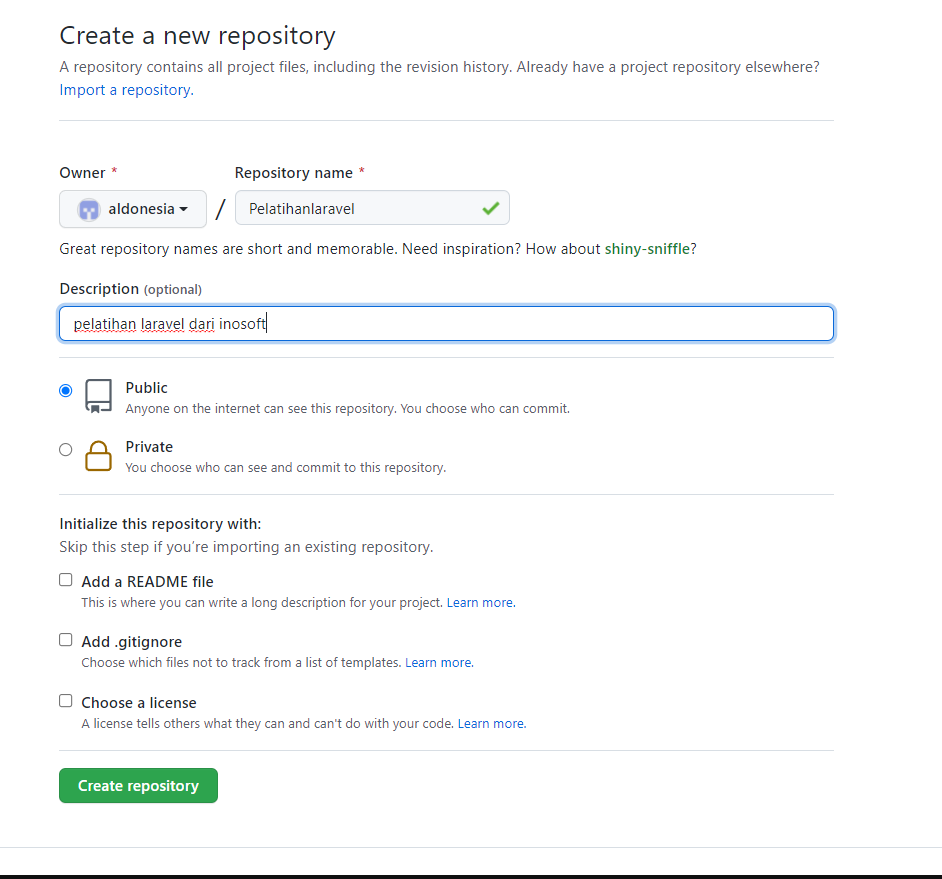 Create a new repository
A repository contains all project files, including the revision history. Already have a project repository elsewhere?
Import a repository.
Owner *
Repository name *
aldonesia
/
Pelatihanlaravel
Great repository names are short and memorable. Need inspiration? How about shiny-sniffle?
Description (optional)
pelatihan laravel dari inosoft
Public
Anyone on the internet can see this repository. You choose who can commit.
Private
You choose who can see and commit to this repository.
Initialize this repository with:
Skip this step if you’re importing an existing repository.
Add a README file
This is where you can write a long description for your project. Learn more.
Add .gitignore
Choose which files not to track from a list of templates. Learn more.
Choose a license
A license tells others what they can and can't do with your code. Learn more.
Create repository